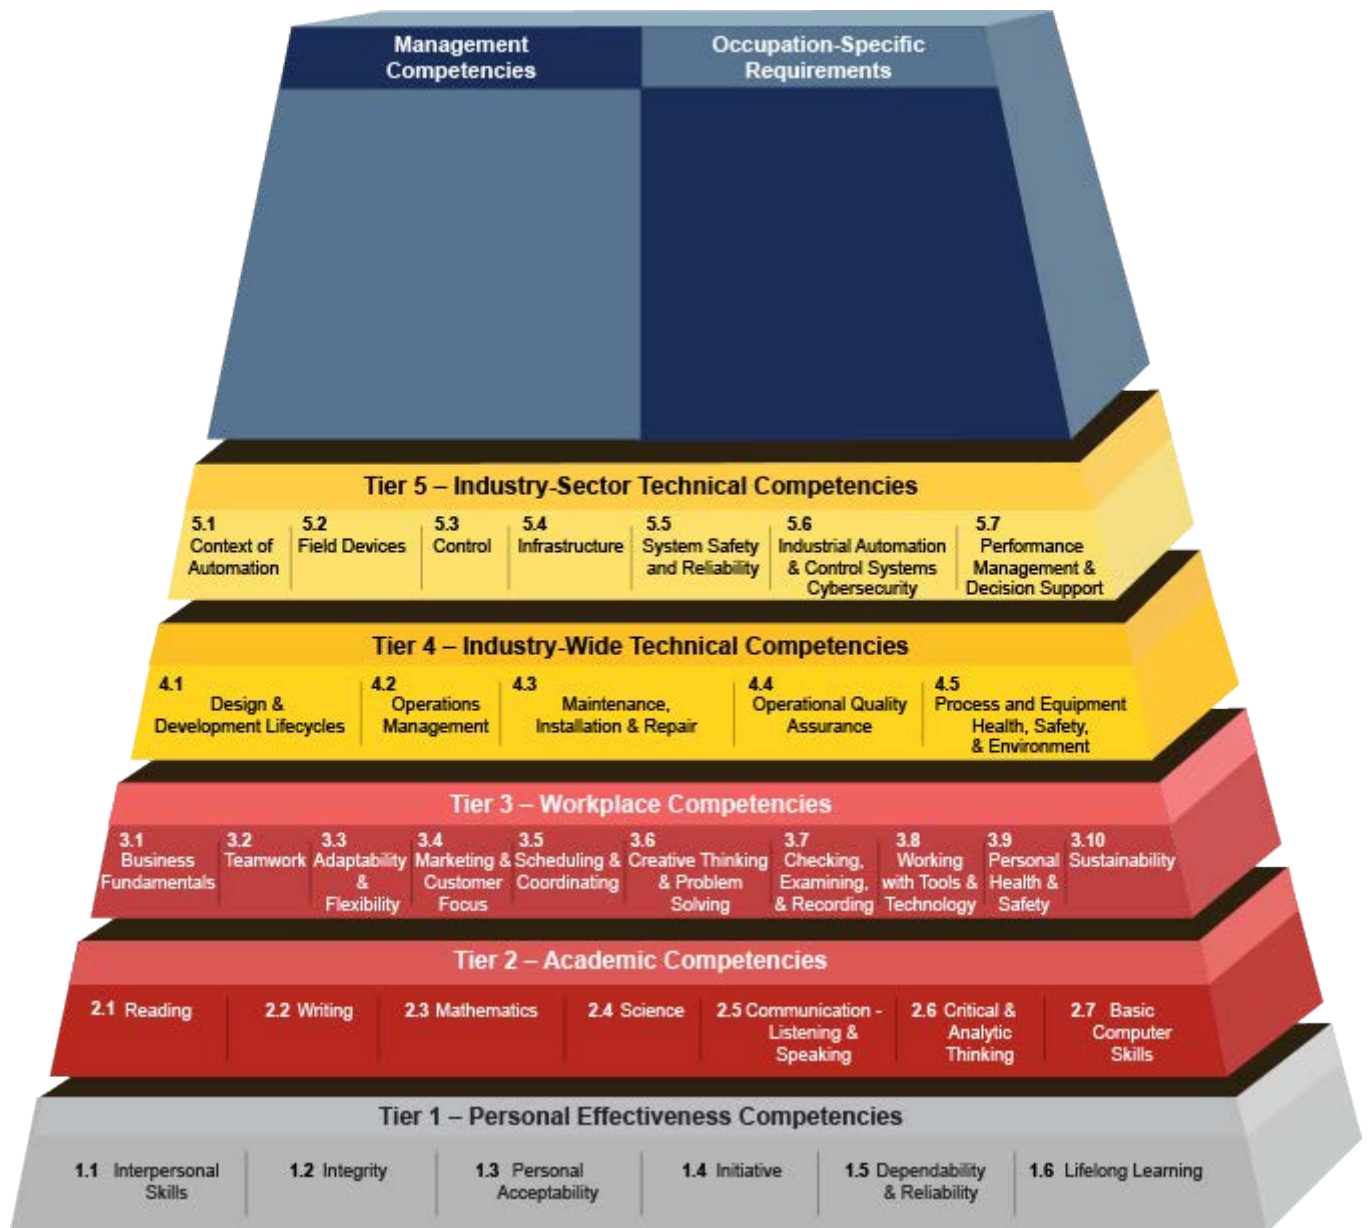 Management
Competencies
Occupation-Specific
Requirements
Tier 5 – Industry-Sector Technical Competencies
5.1
Context of
Automation
5.2
Field Devices
5.3
Control
5.4
Infrastructure
5.5
System Safety
and Reliability
5.6
Industrial Automation
& Control Systems
Cybersecurity
5.7
Performance
Management &
Decision Support
Tier 4 – Industry-Wide Technical Competencies
4.1
Design &
Development Lifecycles
4.2
Operations
Management
4.3
Maintenance,
Installation & Repair
4.4
Operational Quality
Assurance
4.5
Process and Equipment
Health, Safety,
& Environment
Tier 3 – Workplace Competencies
3.1
Business
Fundamentals
3.2
Teamwork
3.3
Adaptability
&
Flexibility
3.4
Marketing &
Customer
Focus
3.5
Scheduling &
Coordinating
3.6
Creative Thinking
& Problem
Solving
3.7
Checking,
Examining,
& Recording
3.8
Working
with Tools &
Technology
3.9
Personal
Health &
Safety
3.10
Sustainability
Tier 2 – Academic Competencies
2.1 Reading
2.2 Writing
2.3 Mathematics
2.4 Science
2.5 Communication -
Listening &
Speaking
2.6 Critical &
Analytic
Thinking
2.7 Basic
Computer
Skills
Tier 1 – Personal Effectiveness Competencies
1.1 Interpersonal
Skills
1.2 Integrity
1.3 Personal
Acceptability
1.4 Initiative
1.5 Dependability
& Reliability
1.6 Lifelong Learning